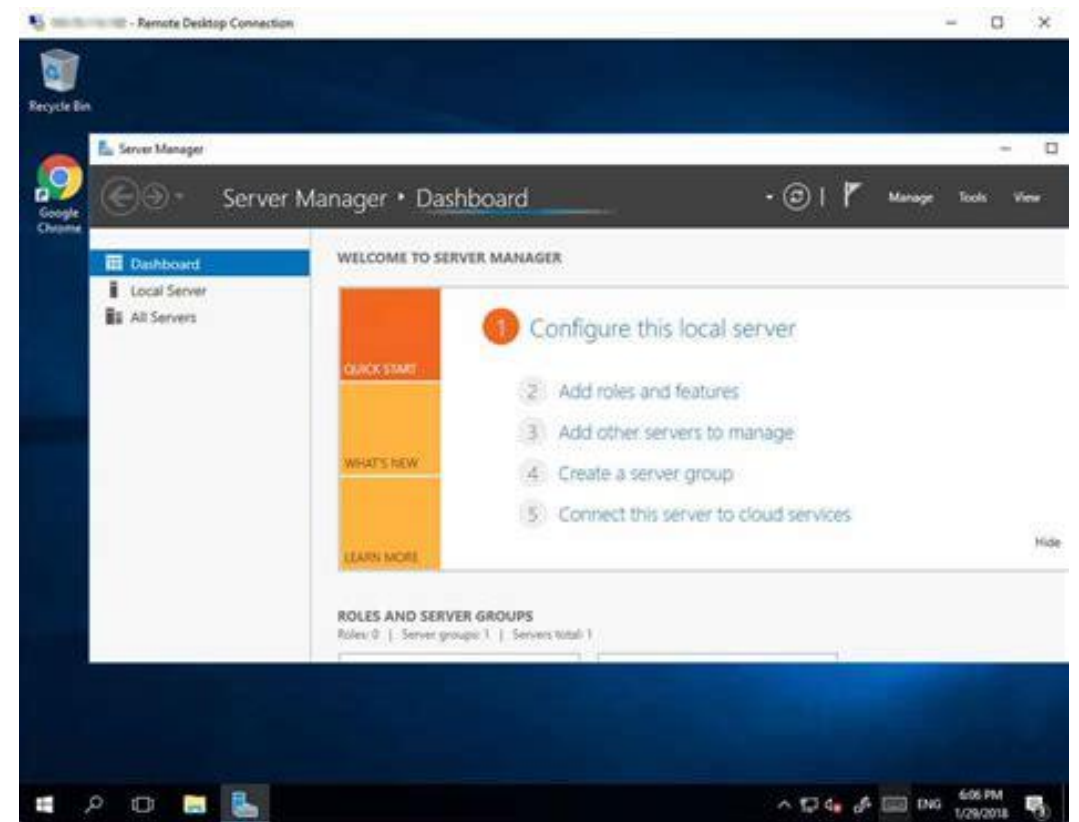 - Remote Desktop Connection
Recycle Bin
Server Manager
Google
Chrome
Server Manager • Dashboard
Manage Tools View
Dashboard
Local Server
All Servers
WELCOME TO SERVER MANAGER
QUICK START
WHAT'S NEW
LEARN MORE
1 Configure this local server
2 Add roles and features
3 Add other servers to manage
4 Create a server group
5 Connect this server to cloud services
Hide
ROLES AND SERVER GROUPS
Roles: 0 | Server groups: 1 | Servers total: 1
ENG
6:06 PM
1/29/2018